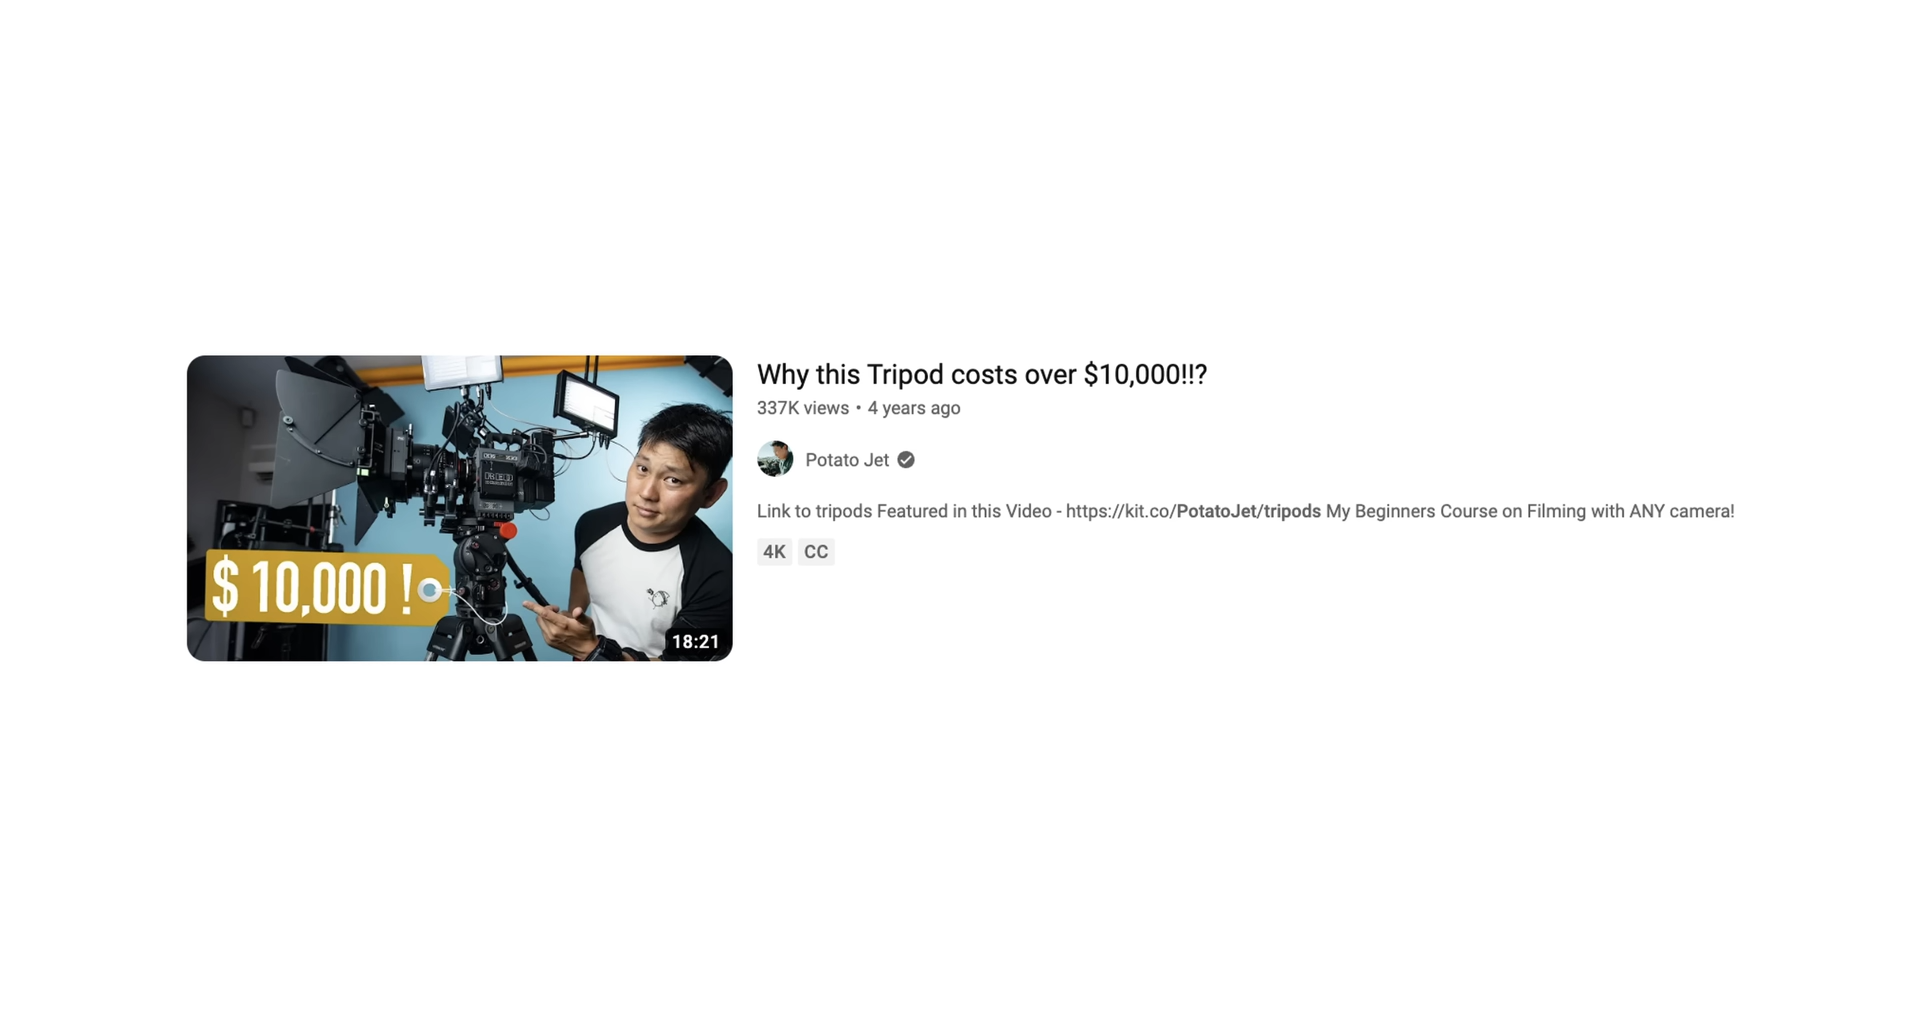 $10,000!
RED
18:21
Why this Tripod costs over $10,000!!?
337K views • 4 years ago
Potato Jet
Link to tripods Featured in this Video - https://kit.co/PotatoJet/tripods My Beginners Course on Filming with ANY camera!
4K CC